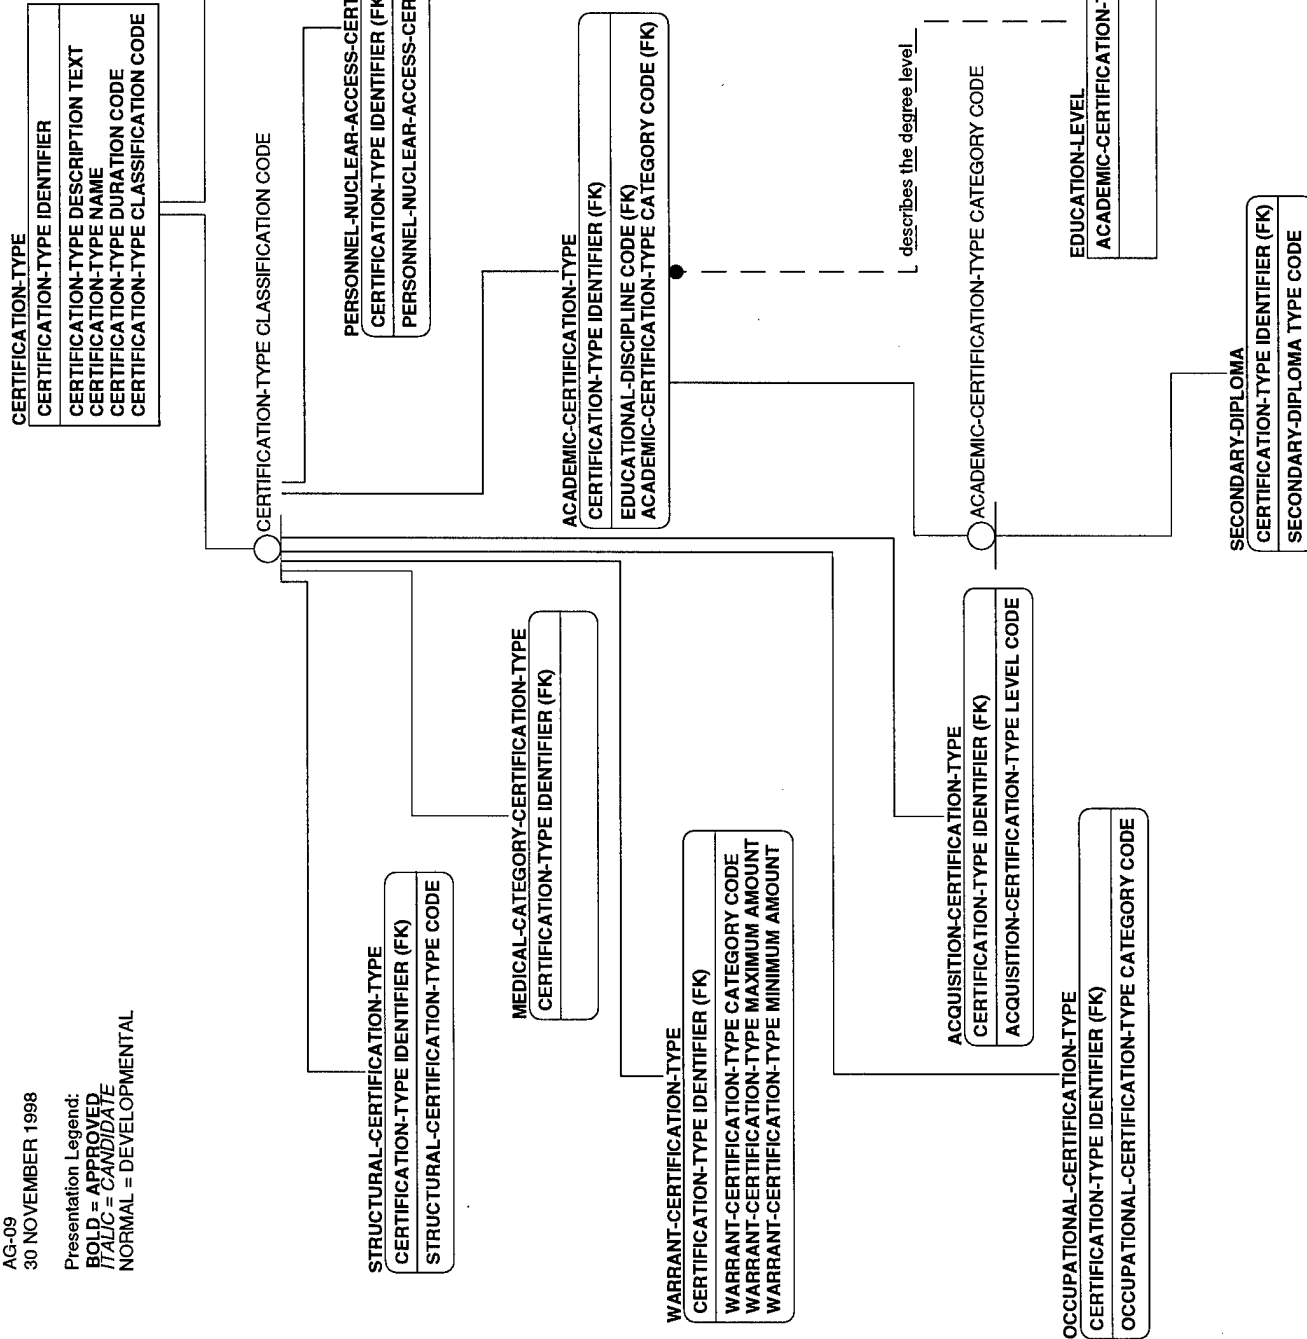 AG-09
30 NOVEMBER 1998
Presentation Legend:
BOLD = APPROVED
ITALIC = CANDIDATE
NORMAL = DEVELOPMENTAL
CERTIFICATION-TYPE
CERTIFICATION-TYPE IDENTIFIER
CERTIFICATION-TYPE DESCRIPTION TEXT
CERTIFICATION-TYPE NAME
CERTIFICATION-TYPE DURATION CODE
CERTIFICATION-TYPE CLASSIFICATION CODE
CERTIFICATION-TYPE CLASSIFICATION CODE
PERSONNEL-NUCLEAR-ACCESS-CERT
CERTIFICATION-TYPE IDENTIFIER (FK
PERSONNEL-NUCLEAR-ACCESS-CER
STRUCTURAL-CERTIFICATION-TYPE
CERTIFICATION-TYPE IDENTIFIER (FK)
STRUCTURAL-CERTIFICATION-TYPE CODE
MEDICAL-CATEGORY-CERTIFICATION-TYPE
CERTIFICATION-TYPE IDENTIFIER (FK)
ACADEMIC-CERTIFICATION-TYPE
CERTIFICATION-TYPE IDENTIFIER (FK)
EDUCATIONAL-DISCIPLINE CODE (FK)
ACADEMIC-CERTIFICATION-TYPE CATEGORY CODE (FK)
WARRANT-CERTIFICATION-TYPE
CERTIFICATION-TYPE IDENTIFIER (FK)
WARRANT-CERTIFICATION-TYPE CATEGORY CODE
WARRANT-CERTIFICATION-TYPE MAXIMUM AMOUNT
WARRANT-CERTIFICATION-TYPE MINIMUM AMOUNT
describes the degree level
ACADEMIC-CERTIFICATION-TYPE CATEGORY CODE
ACQUISITION-CERTIFICATION-TYPE
CERTIFICATION-TYPE IDENTIFIER (FK)
ACQUISITION-CERTIFICATION-TYPE LEVEL CODE
EDUCATION-LEVEL
ACADEMIC-CERTIFICATION-
OCCUPATIONAL-CERTIFICATION-TYPE
CERTIFICATION-TYPE IDENTIFIER (FK)
OCCUPATIONAL-CERTIFICATION-TYPE CATEGORY CODE
SECONDARY-DIPLOMA
CERTIFICATION-TYPE IDENTIFIER (FK)
SECONDARY-DIPLOMA TYPE CODE